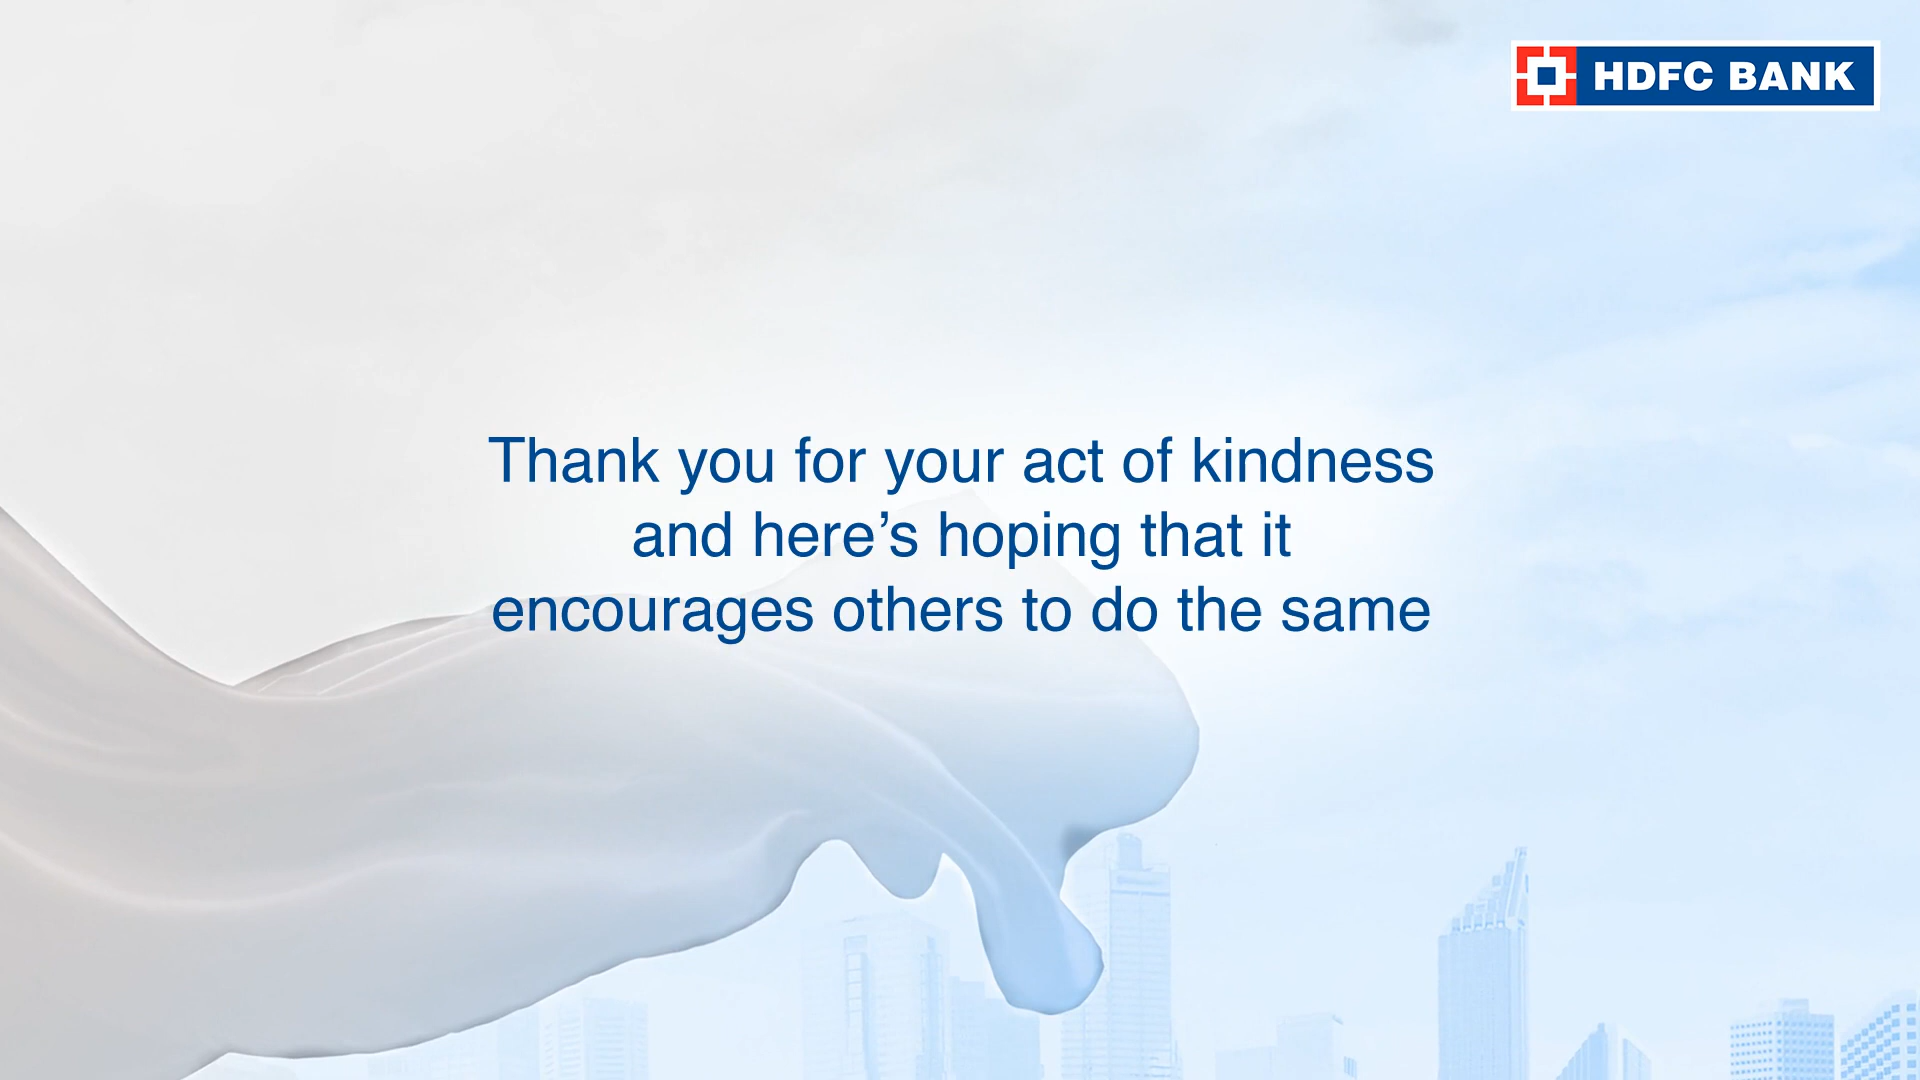 HDFC BANK
Thank you for your act of kindness
and here’s hoping that it
encourages others to do the same